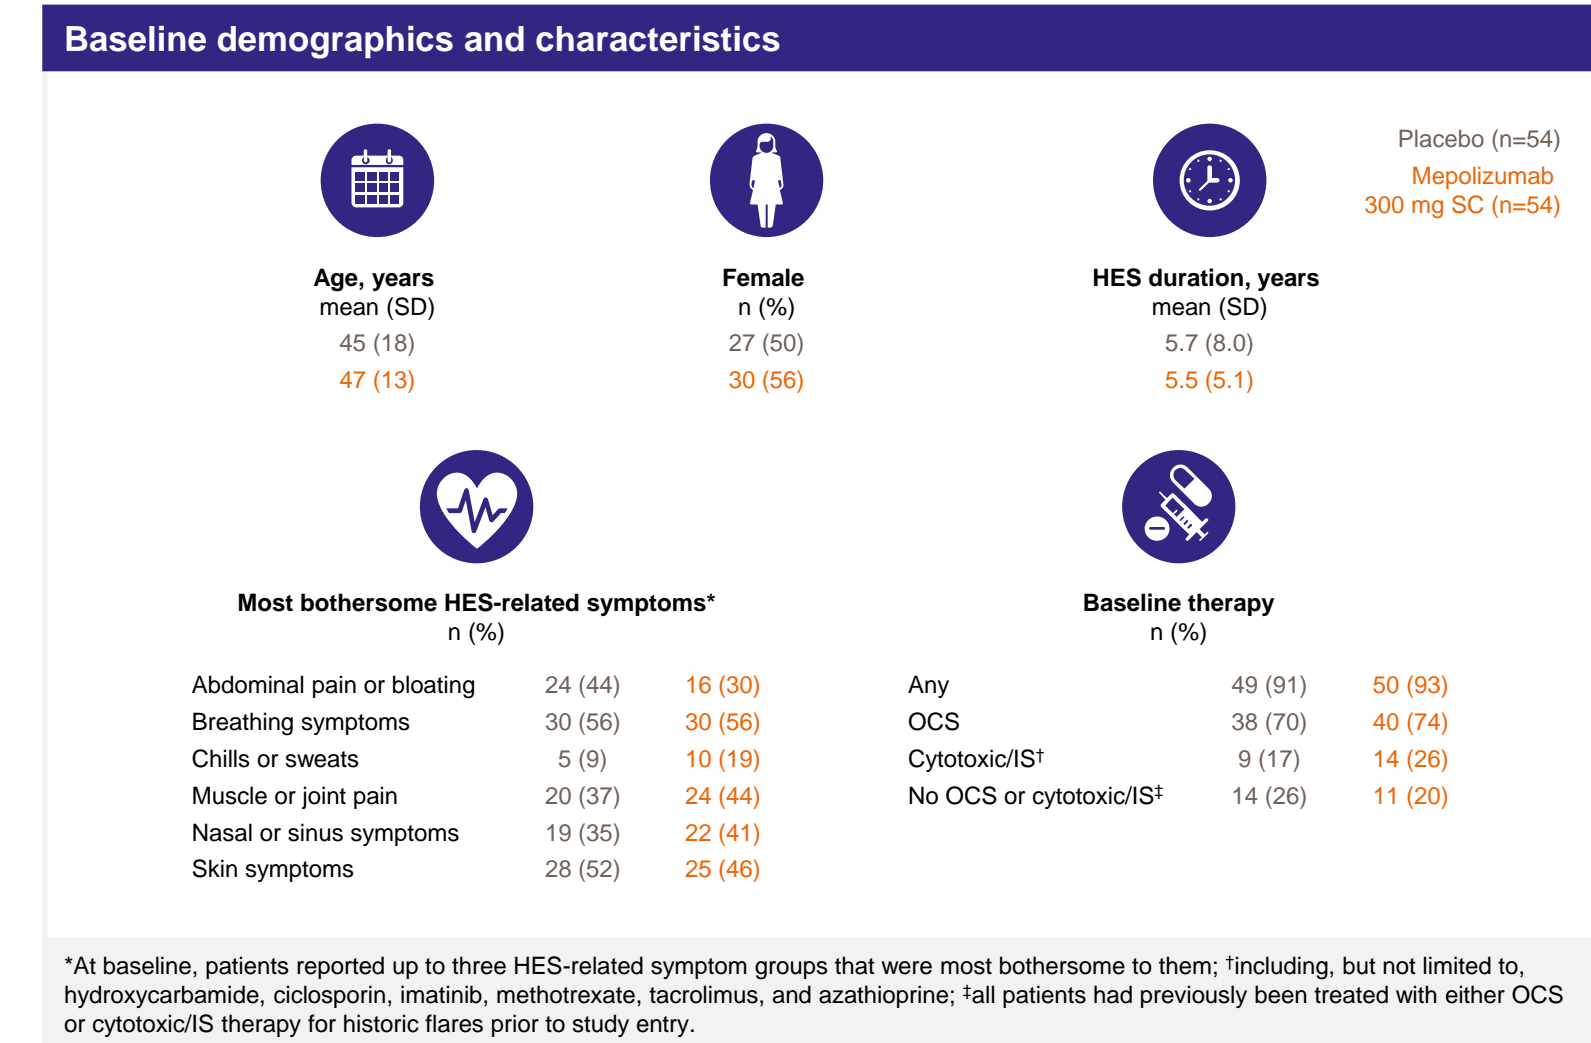 Baseline demographics and characteristics
Placebo (n=54)
Mepolizumab
300 mg SC (n=54)
Age, years
mean (SD)
45 (18)
47 (13)
Female
n (%)
27 (50)
30 (56)
HES duration, years
mean (SD)
5.7 (8.0)
5.5 (5.1)
Most bothersome HES-related symptoms*
n (%)
Abdominal pain or bloating 24 (44) 16 (30)
Breathing symptoms 30 (56) 30 (56)
Chills or sweats 5 (9) 10 (19)
Muscle or joint pain 20 (37) 24 (44)
Nasal or sinus symptoms 19 (35) 22 (41)
Skin symptoms 28 (52) 25 (46)
Baseline therapy
n (%)
Any 49 (91) 50 (93)
OCS 38 (70) 40 (74)
Cytotoxic/IS† 9 (17) 14 (26)
No OCS or cytotoxic/IS‡ 14 (26) 11 (20)
*At baseline, patients reported up to three HES-related symptom groups that were most bothersome to them; †including, but not limited to,
hydroxycarbamide, ciclosporin, imatinib, methotrexate, tacrolimus, and azathioprine; ‡all patients had previously been treated with either OCS
or cytotoxic/IS therapy for historic flares prior to study entry.